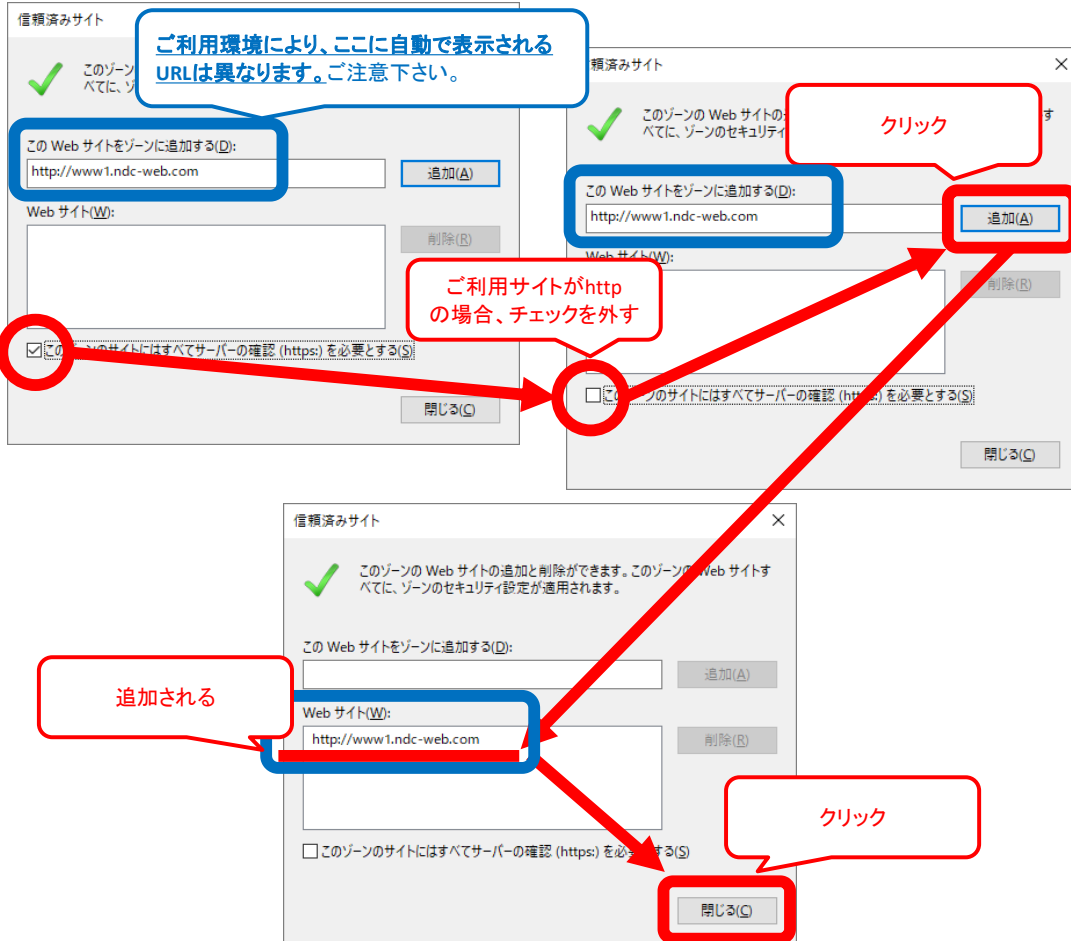 信頼済みサイト
ご利用環境により、ここに自動で表示される
URLは異なります。ご注意下さい。
このゾーン
べてに、ゾ
この Web サイトをゾーンに追加する(D):
http://www1.ndc-web.com
追加(A)
Web サイト(W):
削除(R)
このゾーンのサイトにはすべてサーバーの確認 (https:) を必要とする(S)
閉じる(C)
頼済みサイト
このゾーンの Web サイトの
す
べてに、ゾーンのセキュリティ
クリック
この Web サイトをゾーンに追加する(D):
http://www1.ndc-web.com
追加(A)
Web サイト(W):
削除(R)
ご利用サイトがhttp
の場合、チェックを外す
このゾーンのサイトにはすべてサーバーの確認 (https:) を必要とする(S)
閉じる(C)
信頼済みサイト
このゾーンの Web サイトの追加と削除ができます。このゾーンの Web サイトす
べてに、ゾーンのセキュリティ設定が適用されます。
この Web サイトをゾーンに追加する(D):
追加(A)
追加される
Web サイト(W):
http://www1.ndc-web.com
削除(R)
クリック
このゾーンのサイトにはすべてサーバーの確認 (https:) を必要とする(S)
閉じる(C)